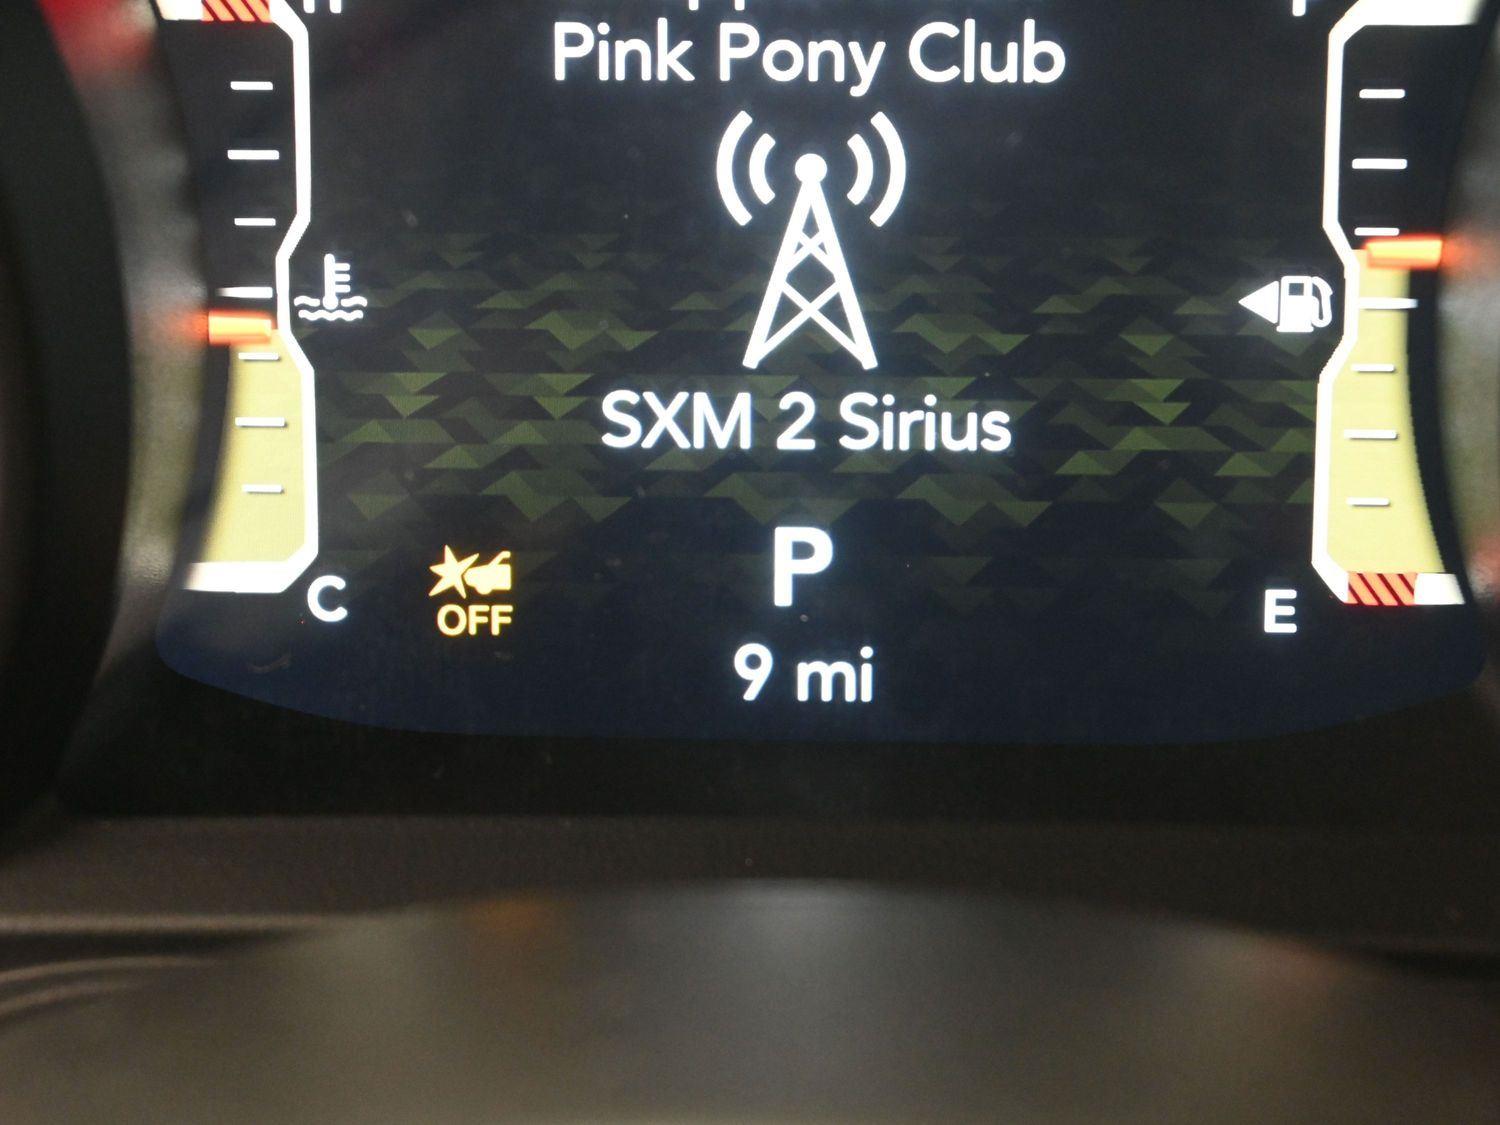 Pink Pony Club
SXM 2 Sirius
C
OFF
P
E
9 mi